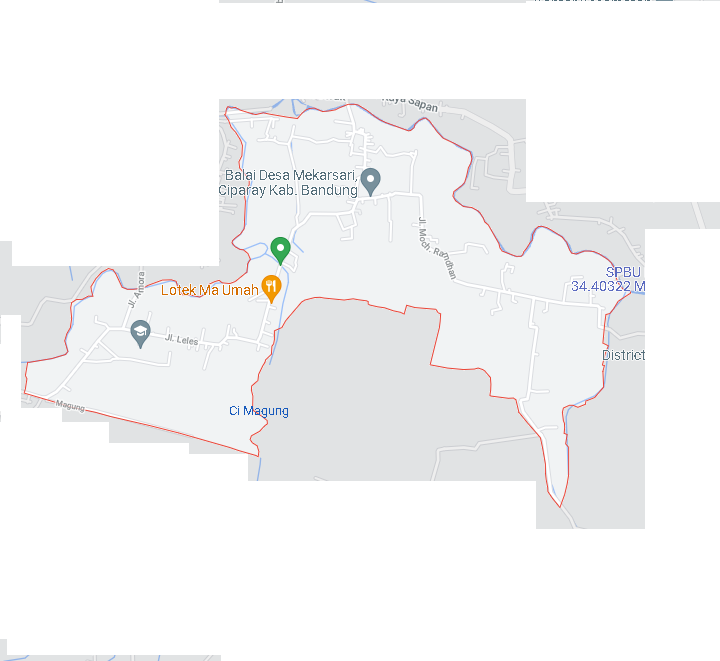 Raya Sapan
Balai Desa Mekarsari,
Ciparay Kab. Bandung
Jl. Moch. Ramdhan
SPBU
34.40322 M
Jl. Amora
Lotek Ma Umah
Jl. Leles
District
Magung
Ci Magung